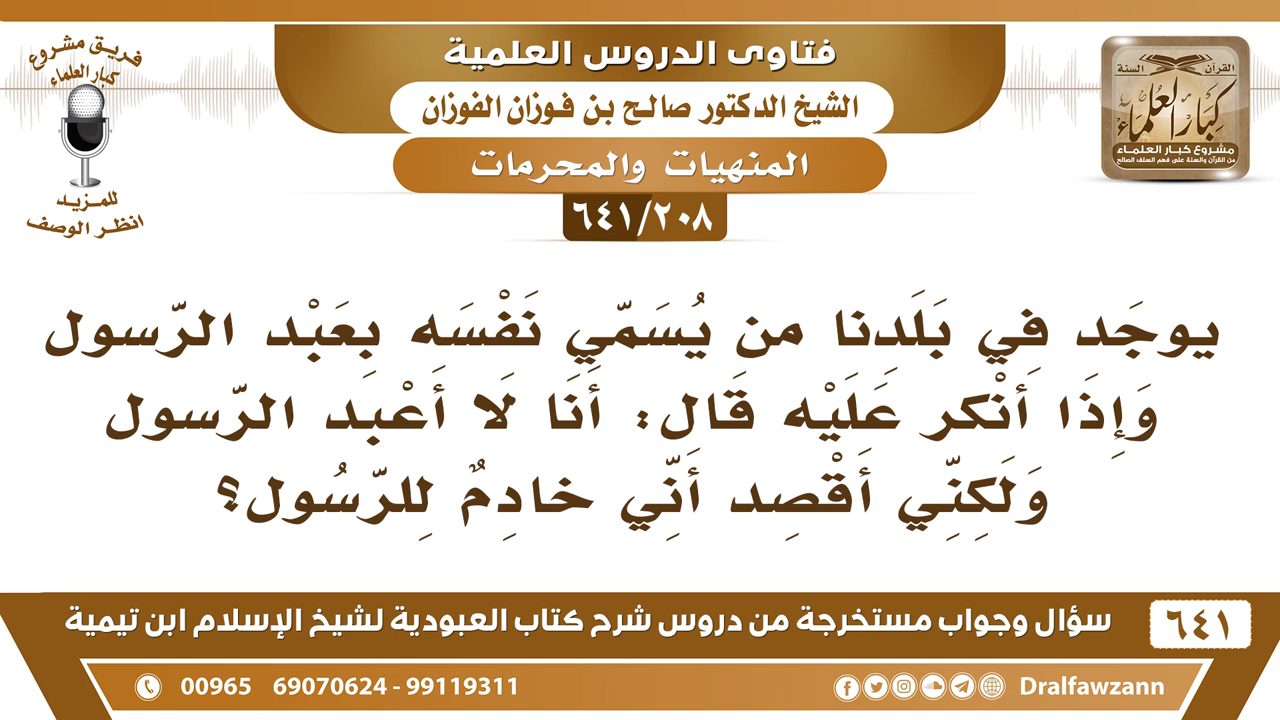 فتاوى الدروس العلمية
الشيخ الدكتور صالح بن فوزان الفوزان
المنهيات والمحرمات
٦٤١/٢٠٨
فريق مشروع
كبار العلماء
للمزيد
انظر الوصف
القرآن السنة
كبار العلماء
مشروع كبار العلماء
من القرآن والسنة على فهم السلف الصالح
يوجَد فِي بَلَدنا من يُسَمّي نَفْسَه بِعَبْد الرّسول
وَإِذَا أَنْكر عَلَيْه قَال: أنَا لَا أَعْبِد الرّسول
وَلَكِنِّي أَقْصِد أَنِّي خادِمٌ لِلرّسُول؟
٦٤١ سؤال وجواب مستخرجة من دروس شرح كتاب العبودية لشيخ الإسلام ابن تيمية
00965 69070624 - 99119311
Dralfawzann